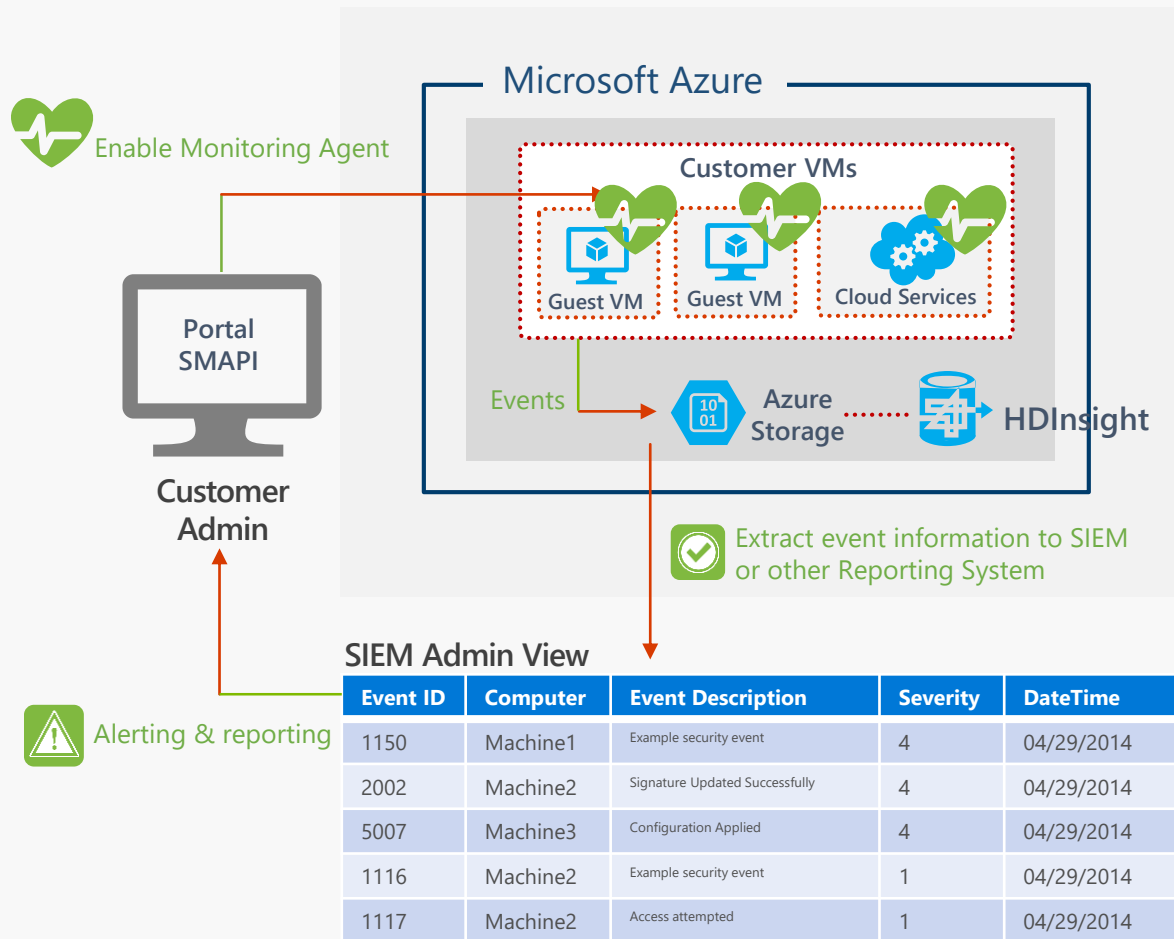 Microsoft Azure
Enable Monitoring Agent
Customer VMs
Guest VM
Guest VM
Cloud Services
Portal
SMAPI
Events
10
01
Azure
Storage
HDInsight
Customer
Admin
Extract event information to SIEM
or other Reporting System
SIEM Admin View
Event ID Computer Event Description Severity DateTime
Alerting & reporting
1150 Machine1 Example security event 4 04/29/2014
2002 Machine2 Signature Updated Successfully 4 04/29/2014
5007 Machine3 Configuration Applied 4 04/29/2014
1116 Machine2 Example security event 1 04/29/2014
1117 Machine2 Access attempted 1 04/29/2014